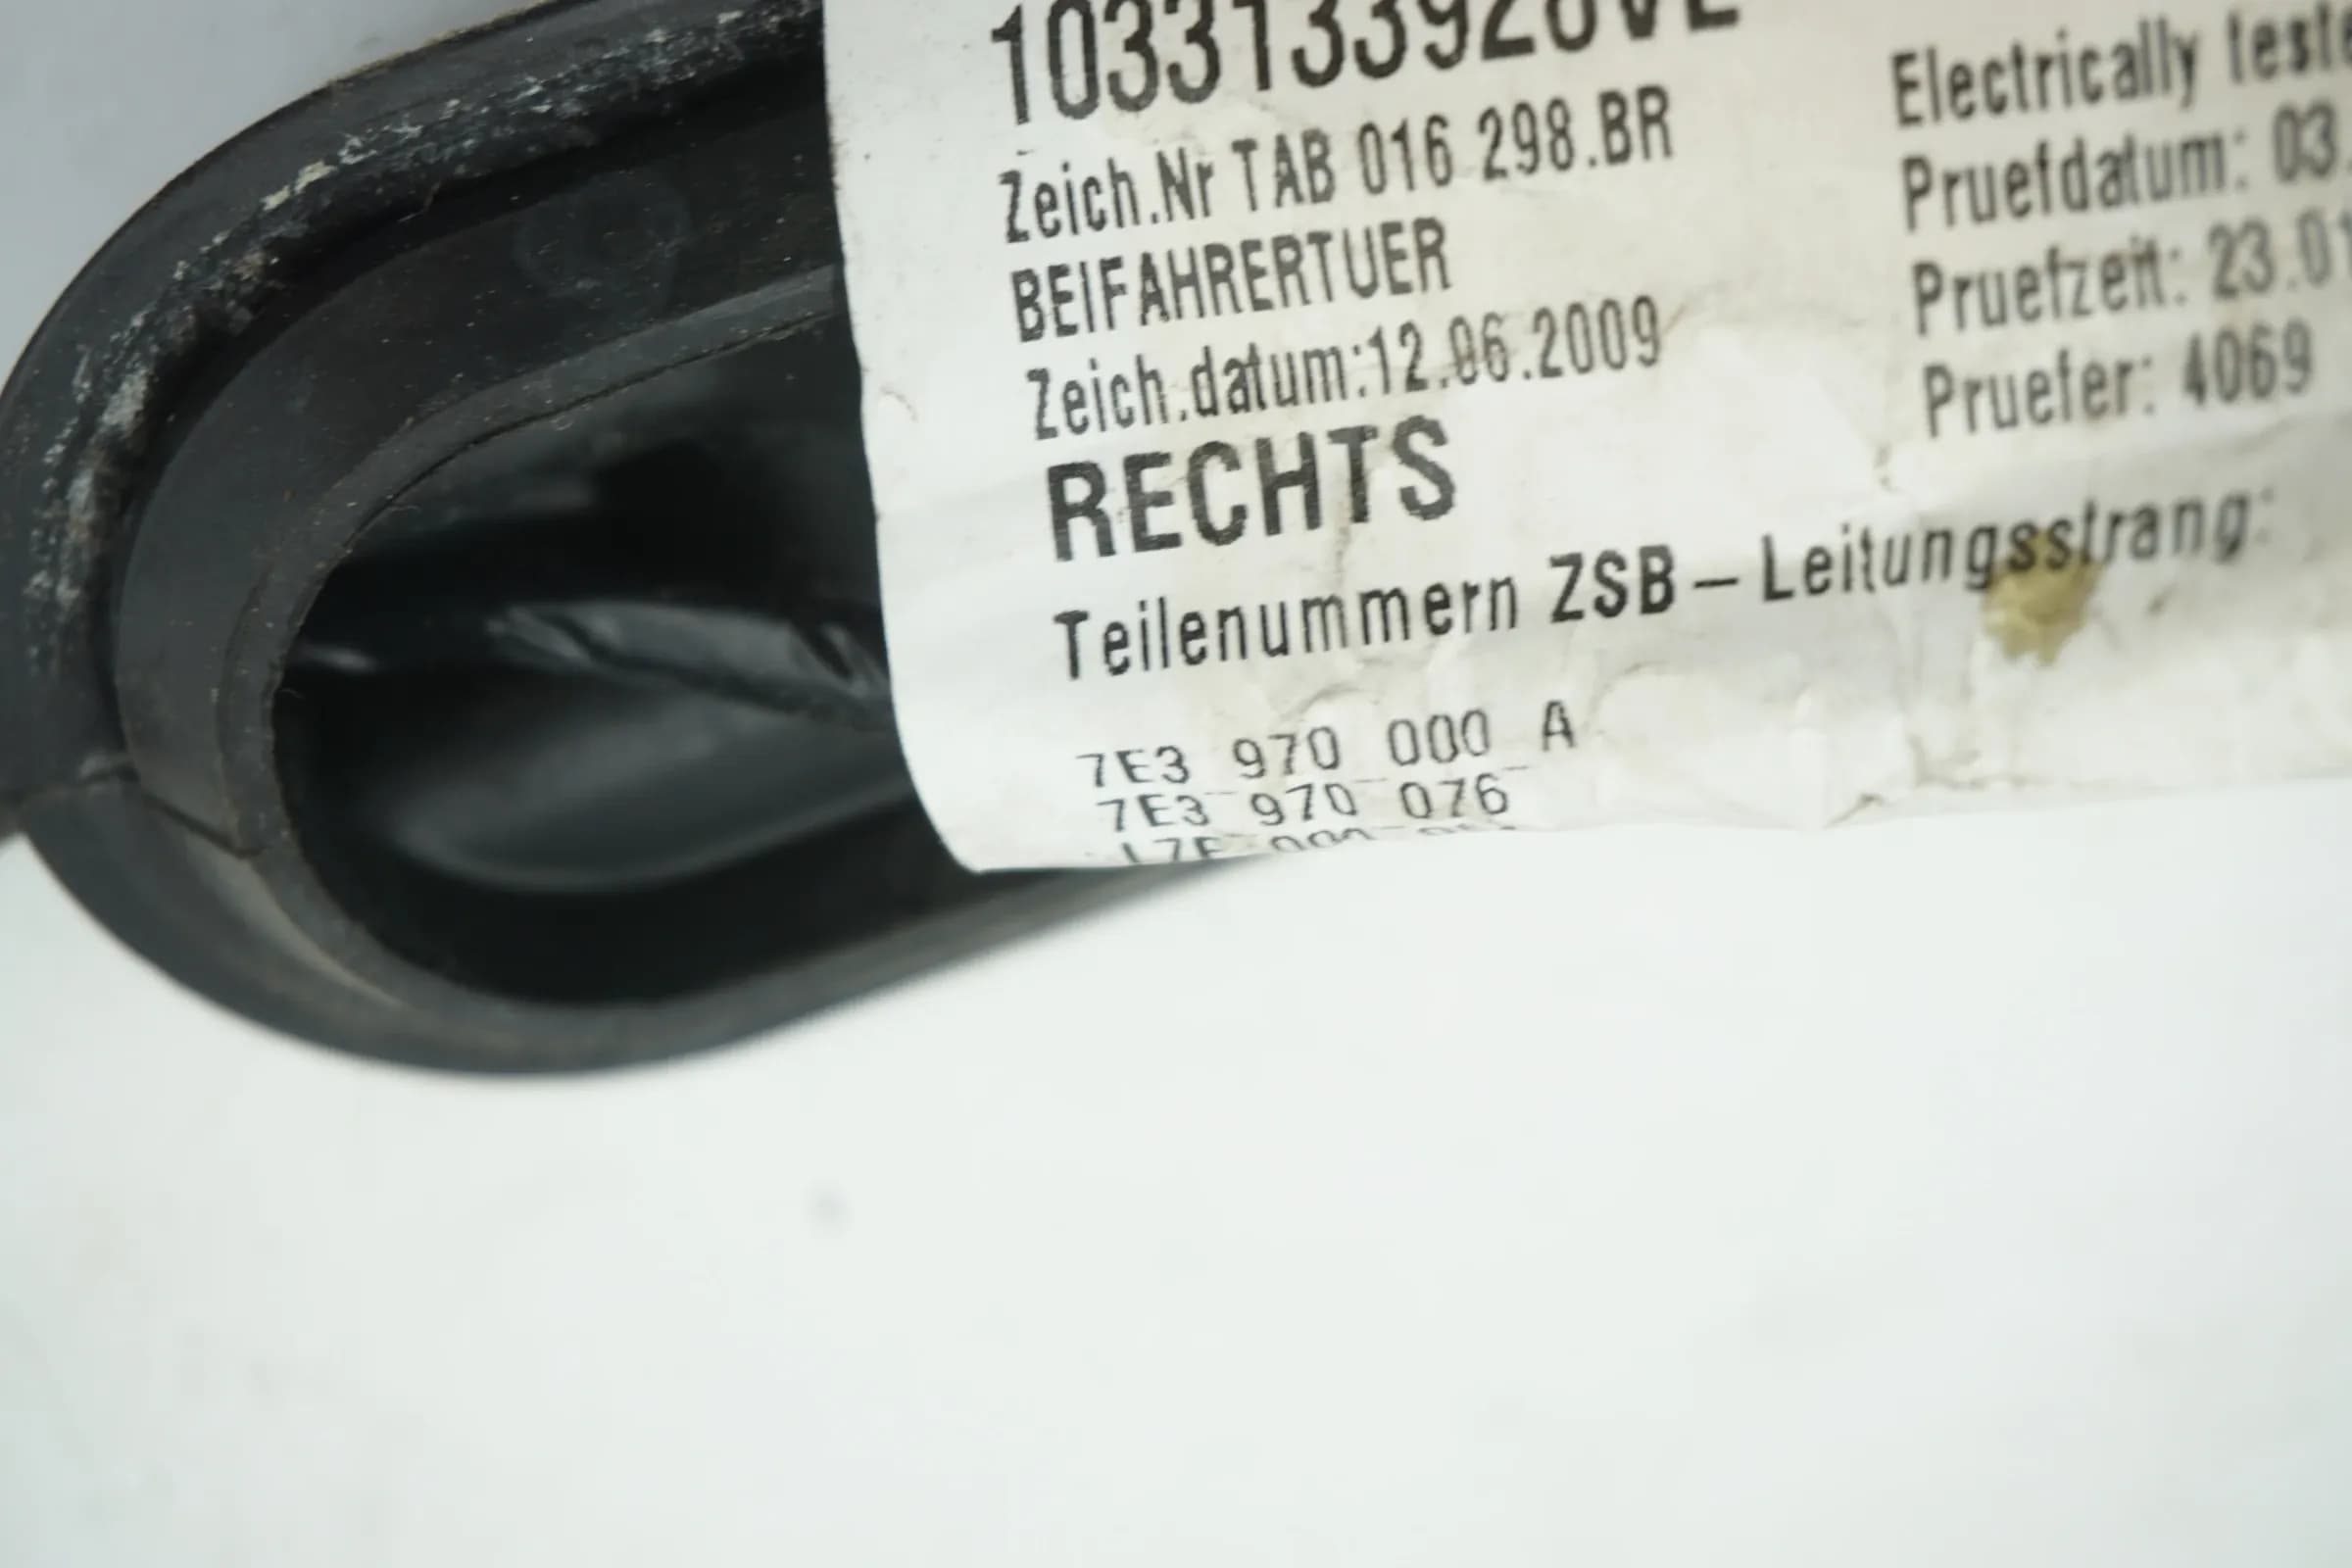 Zeich.Nr TAB 016 298.BR
BEIFAHRERTUER
Zeich.datum:12.06.2009
RECHTS
Teilenummern ZSB – Leitungsstrang:
7E3 970 000 A
7E3 970 076
Electrically
Pruefdatum: 03.
Pruefzeit: 23.01
Pruefer: 4069